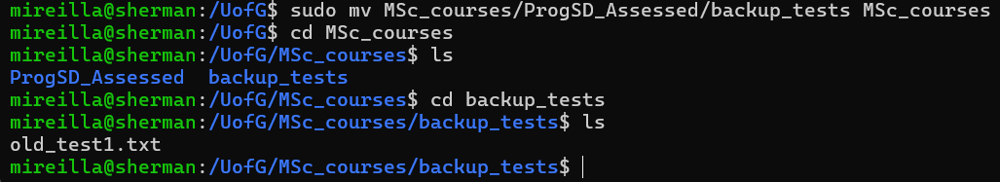 mireilla@sherman:/UofG$ sudo mv MSc_courses/ProgSD_Assessed/backup_tests MSc_courses
mireilla@sherman:/UofG$ cd MSc_courses
mireilla@sherman:/UofG/MSc_courses$ ls
ProgSD_Assessed  backup_tests
mireilla@sherman:/UofG/MSc_courses$ cd backup_tests
mireilla@sherman:/UofG/MSc_courses/backup_tests$ ls
old_test1.txt
mireilla@sherman:/UofG/MSc_courses/backup_tests$